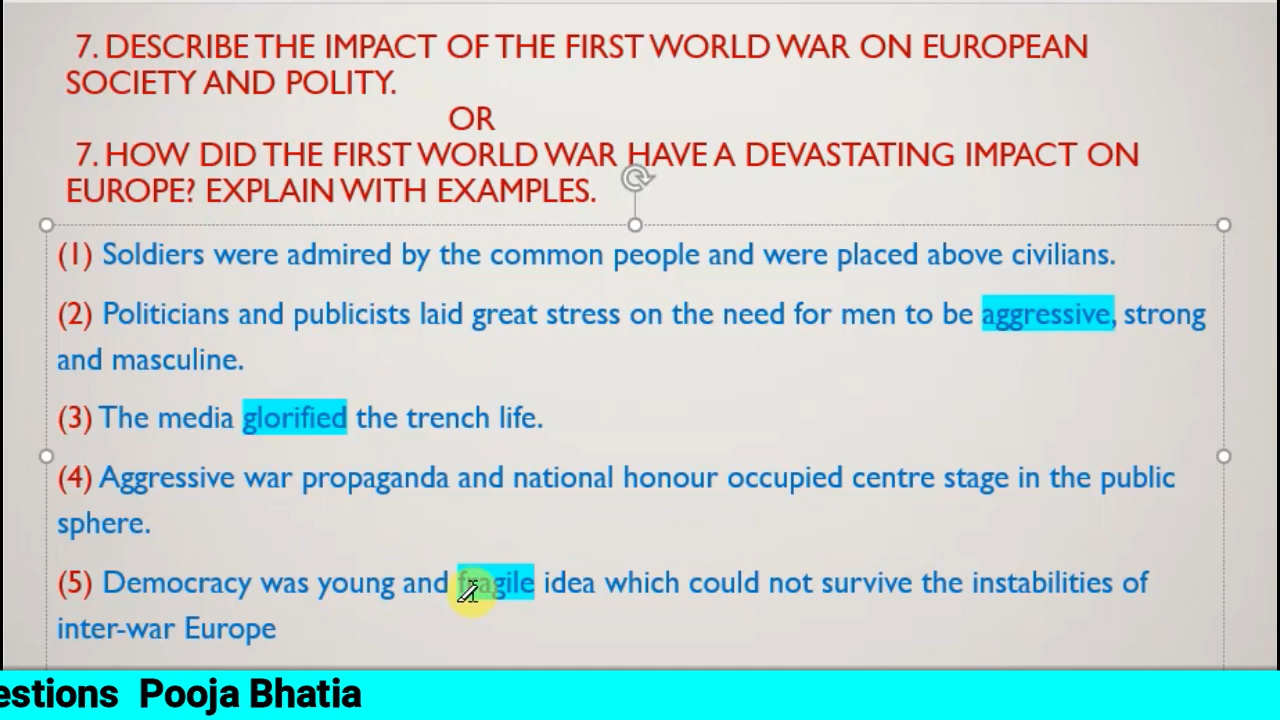 7. DESCRIBE THE IMPACT OF THE FIRST WORLD WAR ON EUROPEAN
SOCIETY AND POLITY.
OR
7. HOW DID THE FIRST WORLD WAR HAVE A DEVASTATING IMPACT ON
EUROPE? EXPLAIN WITH EXAMPLES.
(1) Soldiers were admired by the common people and were placed above civilians.
(2) Politicians and publicists laid great stress on the need for men to be aggressive, strong
and masculine.
(3) The media glorified the trench life.
(4) Aggressive war propaganda and national honour occupied centre stage in the public
sphere.
(5) Democracy was young and fragile idea which could not survive the instabilities of
inter-war Europe
estions Pooja Bhatia